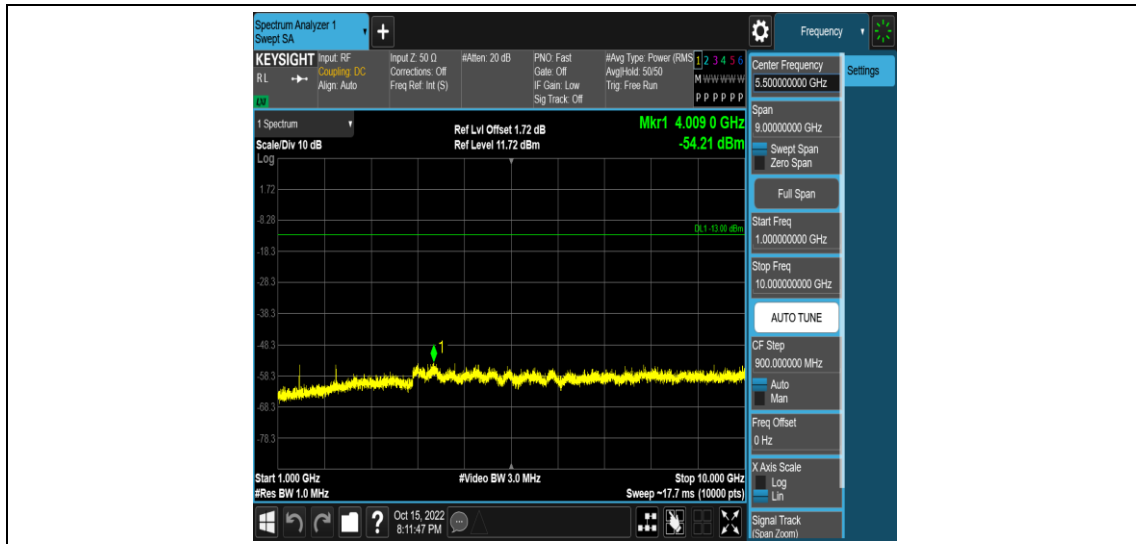 Spectrum Analyzer 1
Swept SA
+
Frequency
KEYSIGHT
RL
LXI
Input: RF
Coupling: DC
Align: Auto
Input Z: 50 Ω
Corrections: Off
Freq Ref: Int (S)
#Atten: 20 dB
PNO: Fast
Gate: Off
IF Gain: Low
Sig Track: Off
#Avg Type: Power (RMS
Avg|Hold: 50/50
Trig: Free Run
1 2 3 4 5 6
M W W W W W
P P P P P P
Center Frequency
5.500000000 GHz
Settings
Span
9.00000000 GHz
Swept Span
Zero Span
Full Span
Start Freq
1.000000000 GHz
Stop Freq
10.000000000 GHz
AUTO TUNE
CF Step
900.000000 MHz
Auto
Man
Freq Offset
0 Hz
X Axis Scale
Log
Lin
Signal Track
(Span Zoom)
1 Spectrum
Scale/Div 10 dB
Ref Lvl Offset 1.72 dB
Ref Level 11.72 dBm
Mkr1 4.009 0 GHz
-54.21 dBm
Log
1.72
-8.28
DL1 -13.00 dBm
-18.3
-28.3
-38.3
-48.3
1
-58.3
-68.3
-78.3
Start 1.000 GHz
#Video BW 3.0 MHz
Stop 10.000 GHz
#Res BW 1.0 MHz
Sweep ~17.7 ms (10000 pts)
?
Oct 15, 2022
8:11:47 PM